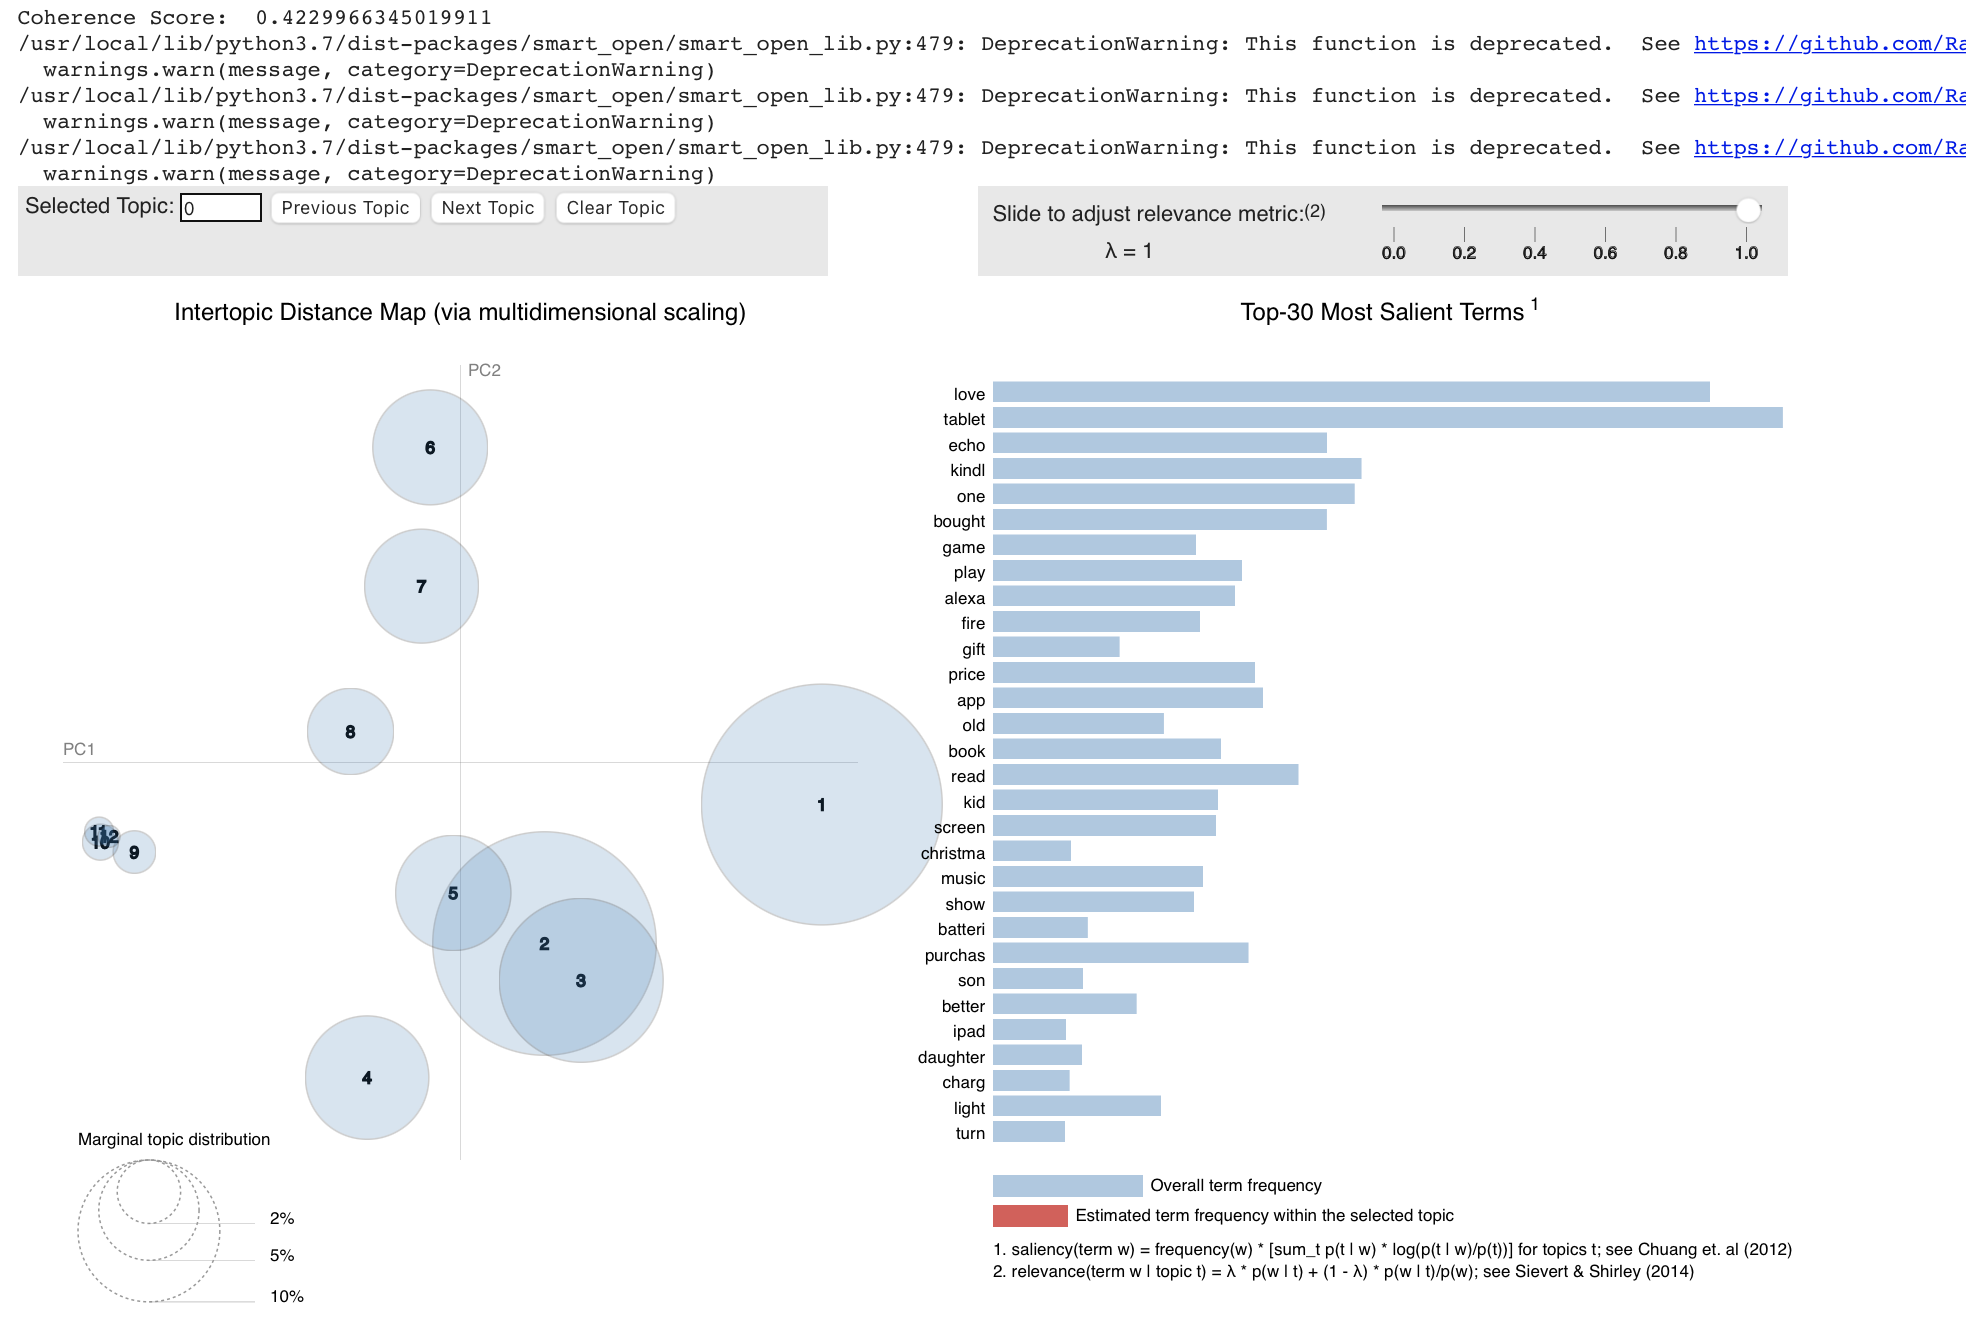 Coherence Score:  0.4229966345019911
/usr/local/lib/python3.7/dist-packages/smart_open/smart_open_lib.py:479: DeprecationWarning: This function is deprecated.  See https://github.com/Ra
  warnings.warn(message, category=DeprecationWarning)
/usr/local/lib/python3.7/dist-packages/smart_open/smart_open_lib.py:479: DeprecationWarning: This function is deprecated.  See https://github.com/Ra
  warnings.warn(message, category=DeprecationWarning)
/usr/local/lib/python3.7/dist-packages/smart_open/smart_open_lib.py:479: DeprecationWarning: This function is deprecated.  See https://github.com/Ra
  warnings.warn(message, category=DeprecationWarning)
Selected Topic: 0 Previous Topic Next Topic Clear Topic
Slide to adjust relevance metric:(2)
λ = 1
0.0 0.2 0.4 0.6 0.8 1.0
Intertopic Distance Map (via multidimensional scaling)
PC2
6
7
8
PC1
1
11
12
10
9
5
2
3
4
Marginal topic distribution
2%
5%
10%
Top-30 Most Salient Terms 1
love
tablet
echo
kindl
one
bought
game
play
alexa
fire
gift
price
app
old
book
read
kid
screen
christma
music
show
batteri
purchas
son
better
ipad
daughter
charg
light
turn
Overall term frequency
Estimated term frequency within the selected topic
1. saliency(term w) = frequency(w) * [sum_t p(t | w) * log(p(t | w)/p(t))] for topics t; see Chuang et. al (2012)
2. relevance(term w | topic t) = λ * p(w | t) + (1 - λ) * p(w | t)/p(w); see Sievert & Shirley (2014)